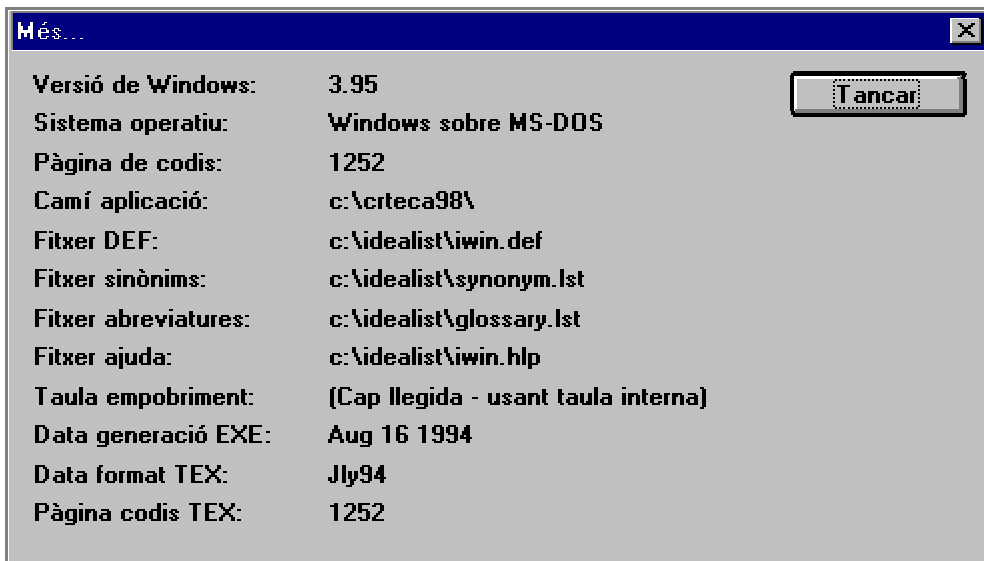 Més...
Versió de Windows: 3.95
Tancar
Sistema operatiu: Windows sobre MS-DOS
Pàgina de codis: 1252
Camí aplicació: c:\crteca98\
Fitxer DEF: c:\idealist\iwin.def
Fitxer sinònims: c:\idealist\synonym.lst
Fitxer abreviatures: c:\idealist\glossary.lst
Fitxer ajuda: c:\idealist\iwin.hlp
Taula empobriment: (Cap llegida - usant taula interna)
Data generació EXE: Aug 16 1994
Data format TEX: Jly94
Pàgina codis TEX: 1252